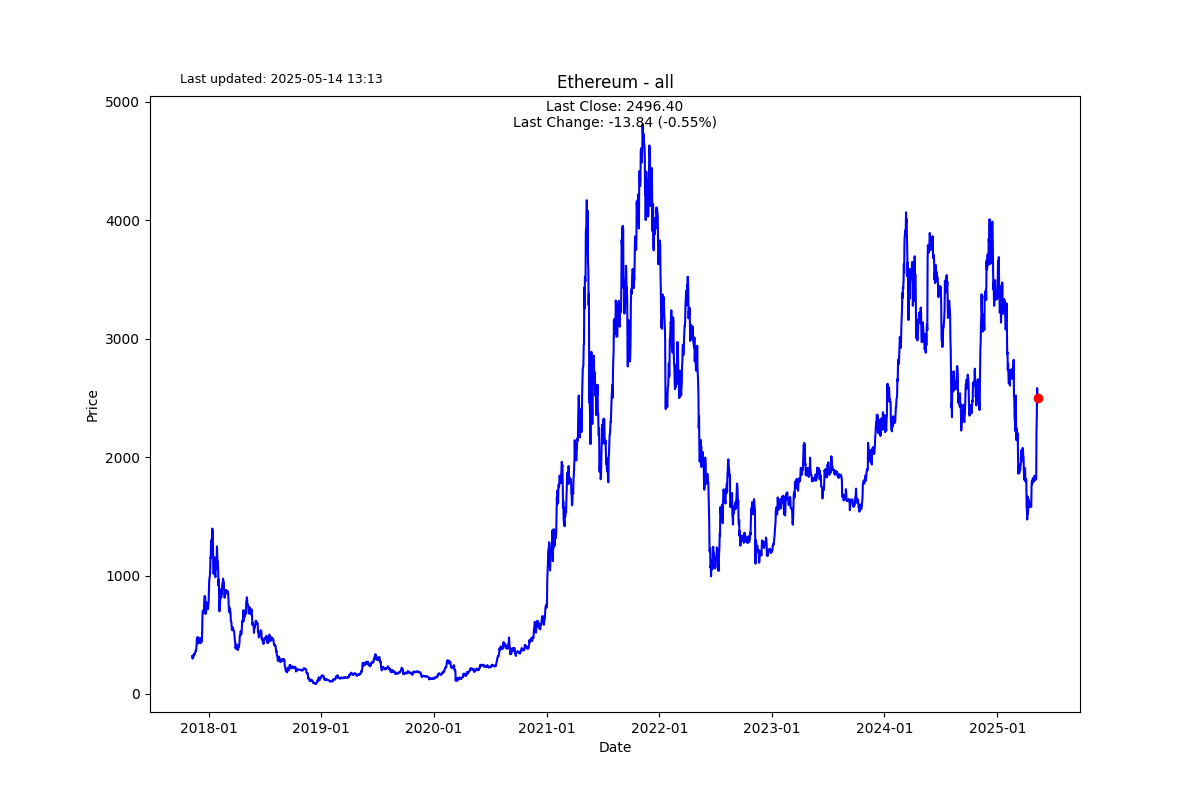 Last updated: 2025-05-14 13:13
Ethereum - all
Last Close: 2496.40
Last Change: -13.84 (-0.55%)
5000
4000
3000
2000
1000
0
Price
2018-01
2019-01
2020-01
2021-01
2022-01
2023-01
2024-01
2025-01
Date